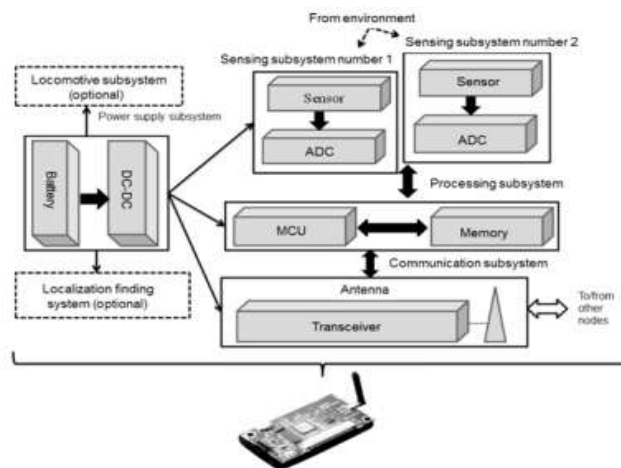 From environment
Sensing subsystem number 1
Sensing subsystem number 2
Locomotive subsystem
(optional)
Power supply subsystem
Sensor
ADC
Sensor
ADC
Battery
DC-DC
Processing subsystem
MCU
Memory
Communication subsystem
Localization finding
system (optional)
Antenna
Transceiver
To/from
other
nodes